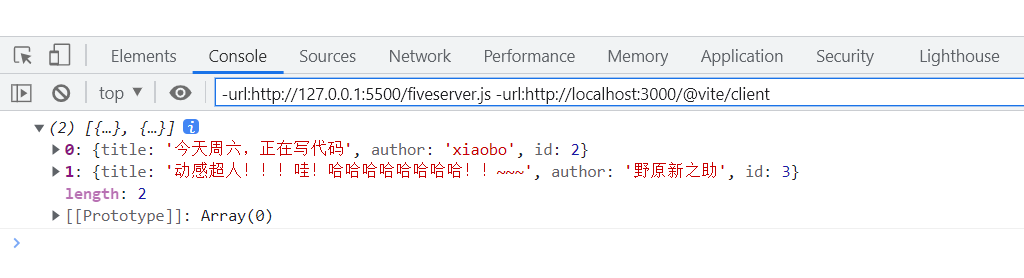 Elements Console Sources Network Performance Memory Application Security Lighthouse
top -url:http://127.0.0.1:5500/fiveserver.js -url:http://localhost:3000/@vite/client
(2) [{…}, {…}] i
0: {title: '今天周六，正在写代码', author: 'xiaobo', id: 2}
1: {title: '动感超人！！！哇！哈哈哈哈哈哈哈哈！！~~~', author: '野原新之助', id: 3}
length: 2
[[Prototype]]: Array(0)